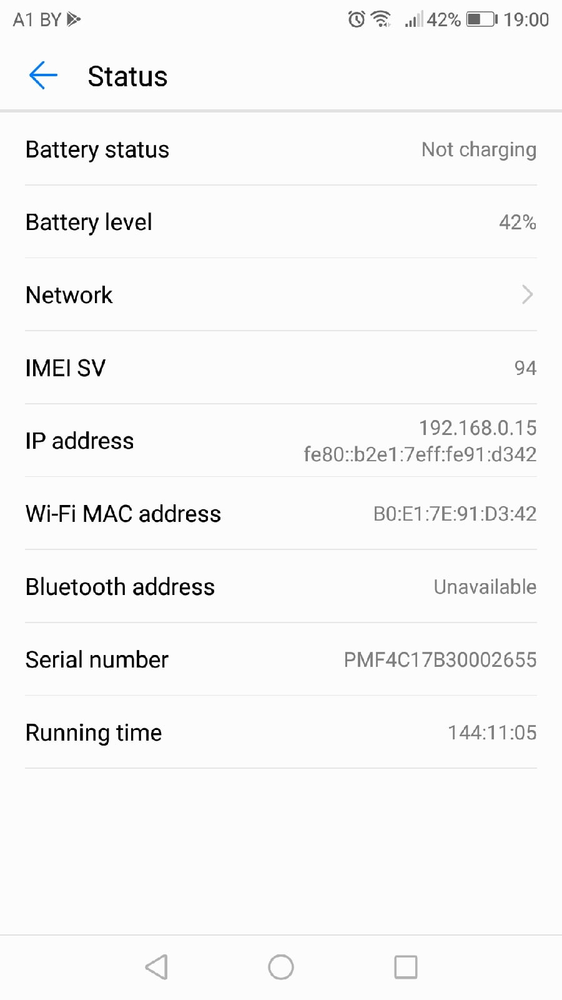 A1 BY 42% 19:00
Status
Battery status Not charging
Battery level 42%
Network
IMEI SV 94
IP address 192.168.0.15
fe80::b2e1:7eff:fe91:d342
Wi-Fi MAC address B0:E1:7E:91:D3:42
Bluetooth address Unavailable
Serial number PMF4C17B30002655
Running time 144:11:05